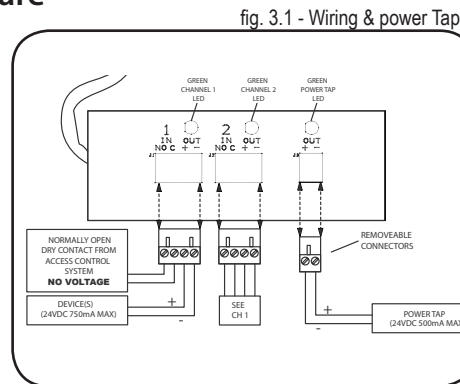 fig. 3.1 - Wiring & power Tap
GREEN
CHANNEL 1
LED
GREEN
CHANNEL 2
LED
GREEN
POWER TAP
LED
1
IN OUT
NO C + -
2
IN OUT
NO C + -
OUT
+ -
NORMALLY OPEN
DRY CONTACT FROM
ACCESS CONTROL
SYSTEM
NO VOLTAGE
DEVICE(S)
(24VDC 750mA MAX)
+
-
SEE
CH 1
REMOVEABLE
CONNECTORS
+
-
POWER TAP
(24VDC 500mA MAX